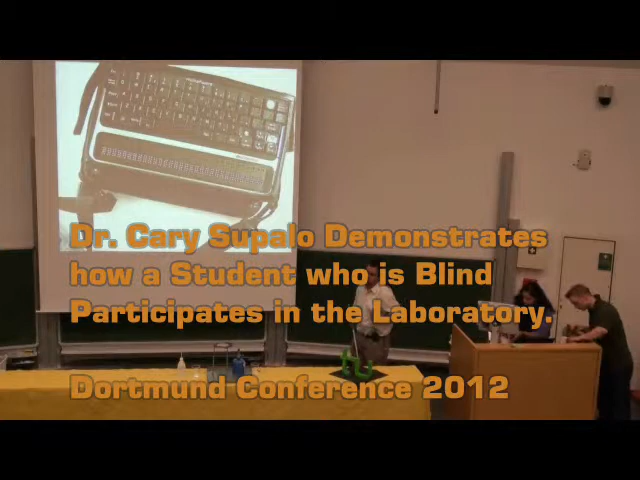 Dr. Cary Supalo Demonstrates
how a Student who is Blind
Participates in the Laboratory.
Dortmund Conference 2012